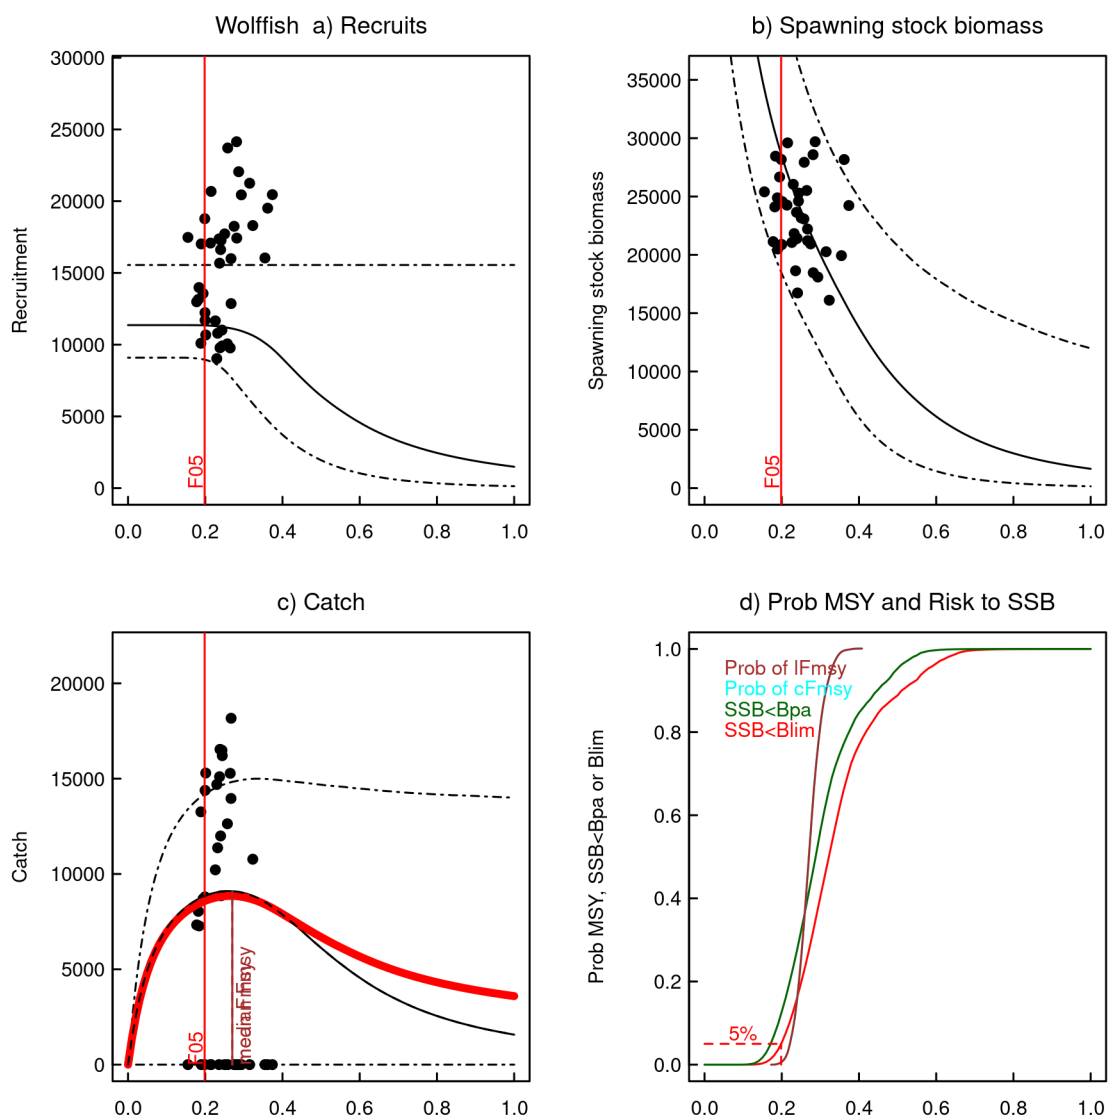 Wolffish  a) Recruits
Recruitment
30000
25000
20000
15000
10000
5000
0
F05
0.0 0.2 0.4 0.6 0.8 1.0
b) Spawning stock biomass
Spawning stock biomass
35000
30000
25000
20000
15000
10000
5000
0
F05
0.0 0.2 0.4 0.6 0.8 1.0
c) Catch
Catch
20000
15000
10000
5000
0
F05
median Fmsy
0.0 0.2 0.4 0.6 0.8 1.0
d) Prob MSY and Risk to SSB
Prob MSY, SSB<Bpa or Blim
1.0
0.8
0.6
0.4
0.2
0.0
Prob of lFmsy
Prob of cFmsy
SSB<Bpa
SSB<Blim
5%
0.0 0.2 0.4 0.6 0.8 1.0